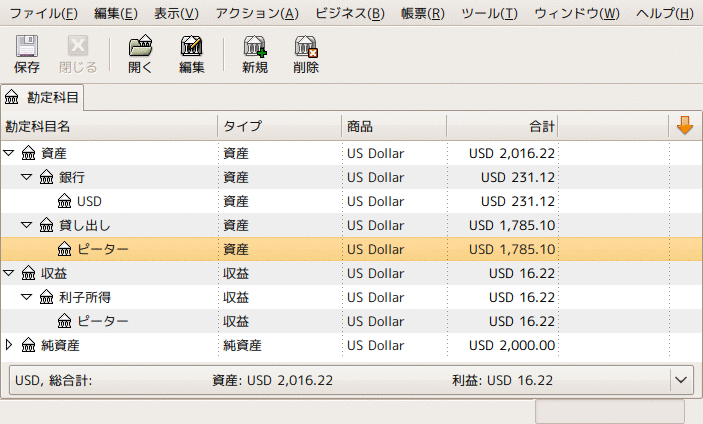 ファイル(F) 編集(E) 表示(V) アクション(A) ビジネス(B) 帳票(R) ツール(T) ウィンドウ(W) ヘルプ(H)
保存 閉じる 開く 編集 新規 削除
勘定科目
勘定科目名 タイプ 商品 合計
資産 資産 US Dollar USD 2,016.22
銀行 資産 US Dollar USD 231.12
USD 資産 US Dollar USD 231.12
貸し出し 資産 US Dollar USD 1,785.10
ピーター 資産 US Dollar USD 1,785.10
収益 収益 US Dollar USD 16.22
利子所得 収益 US Dollar USD 16.22
ピーター 収益 US Dollar USD 16.22
純資産 純資産 US Dollar USD 2,000.00
USD, 総合計: 資産: USD 2,016.22 利益: USD 16.22